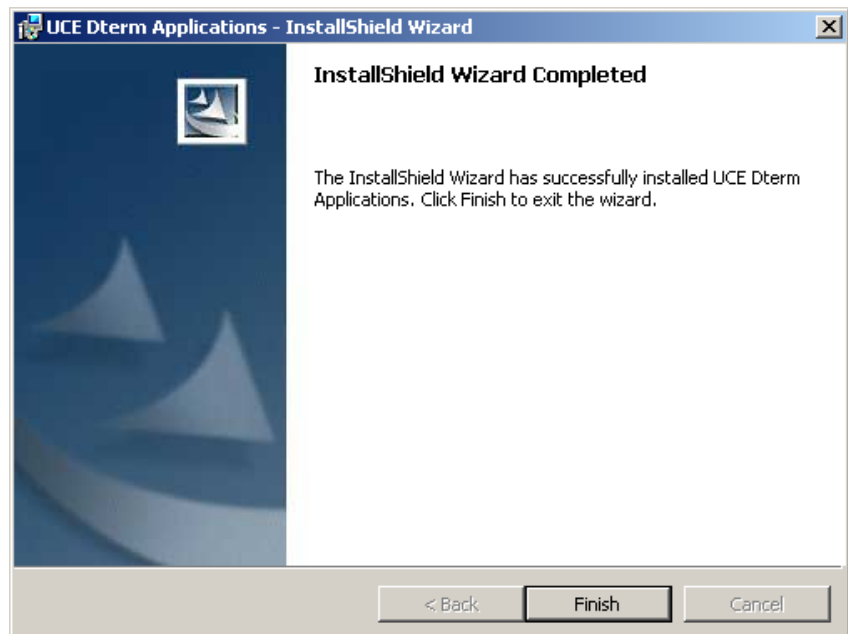 UCE Dterm Applications - InstallShield Wizard
InstallShield Wizard Completed
The InstallShield Wizard has successfully installed UCE Dterm
Applications. Click Finish to exit the wizard.
< Back
Finish
Cancel